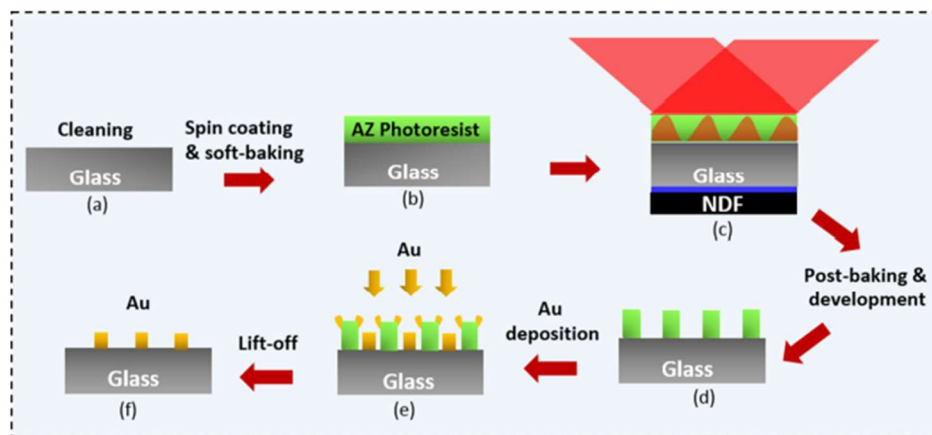 Cleaning
Glass
(a)
Spin coating
& soft-baking
AZ Photoresist
(b)
Glass
NDF
(c)
Post-baking &
development
(d)
Au
deposition
Au
Glass
(e)
Lift-off
Au
Glass
(f)
Glass